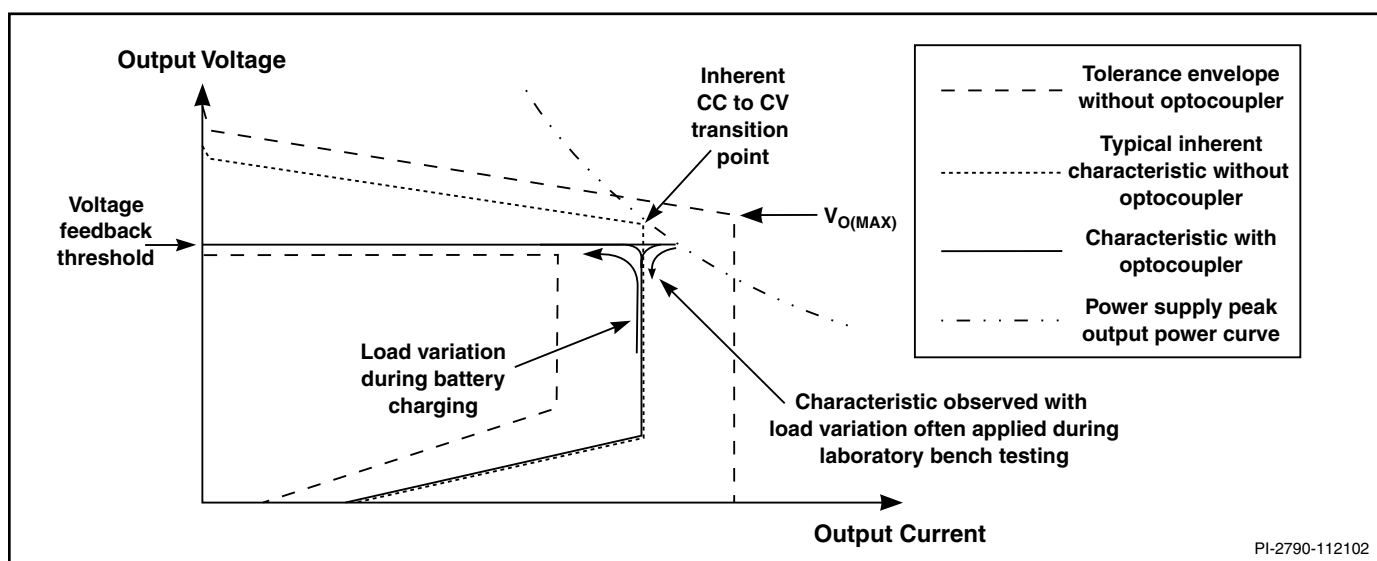 Output Voltage
Inherent
CC to CV
transition
point
Tolerance envelope
without optocoupler
Typical inherent
characteristic without
optocoupler
Characteristic with
optocoupler
Power supply peak
output power curve
VO(MAX)
Voltage
feedback
threshold
Load variation
during battery
charging
Characteristic observed with
load variation often applied during
laboratory bench testing
Output Current
PI-2790-112102